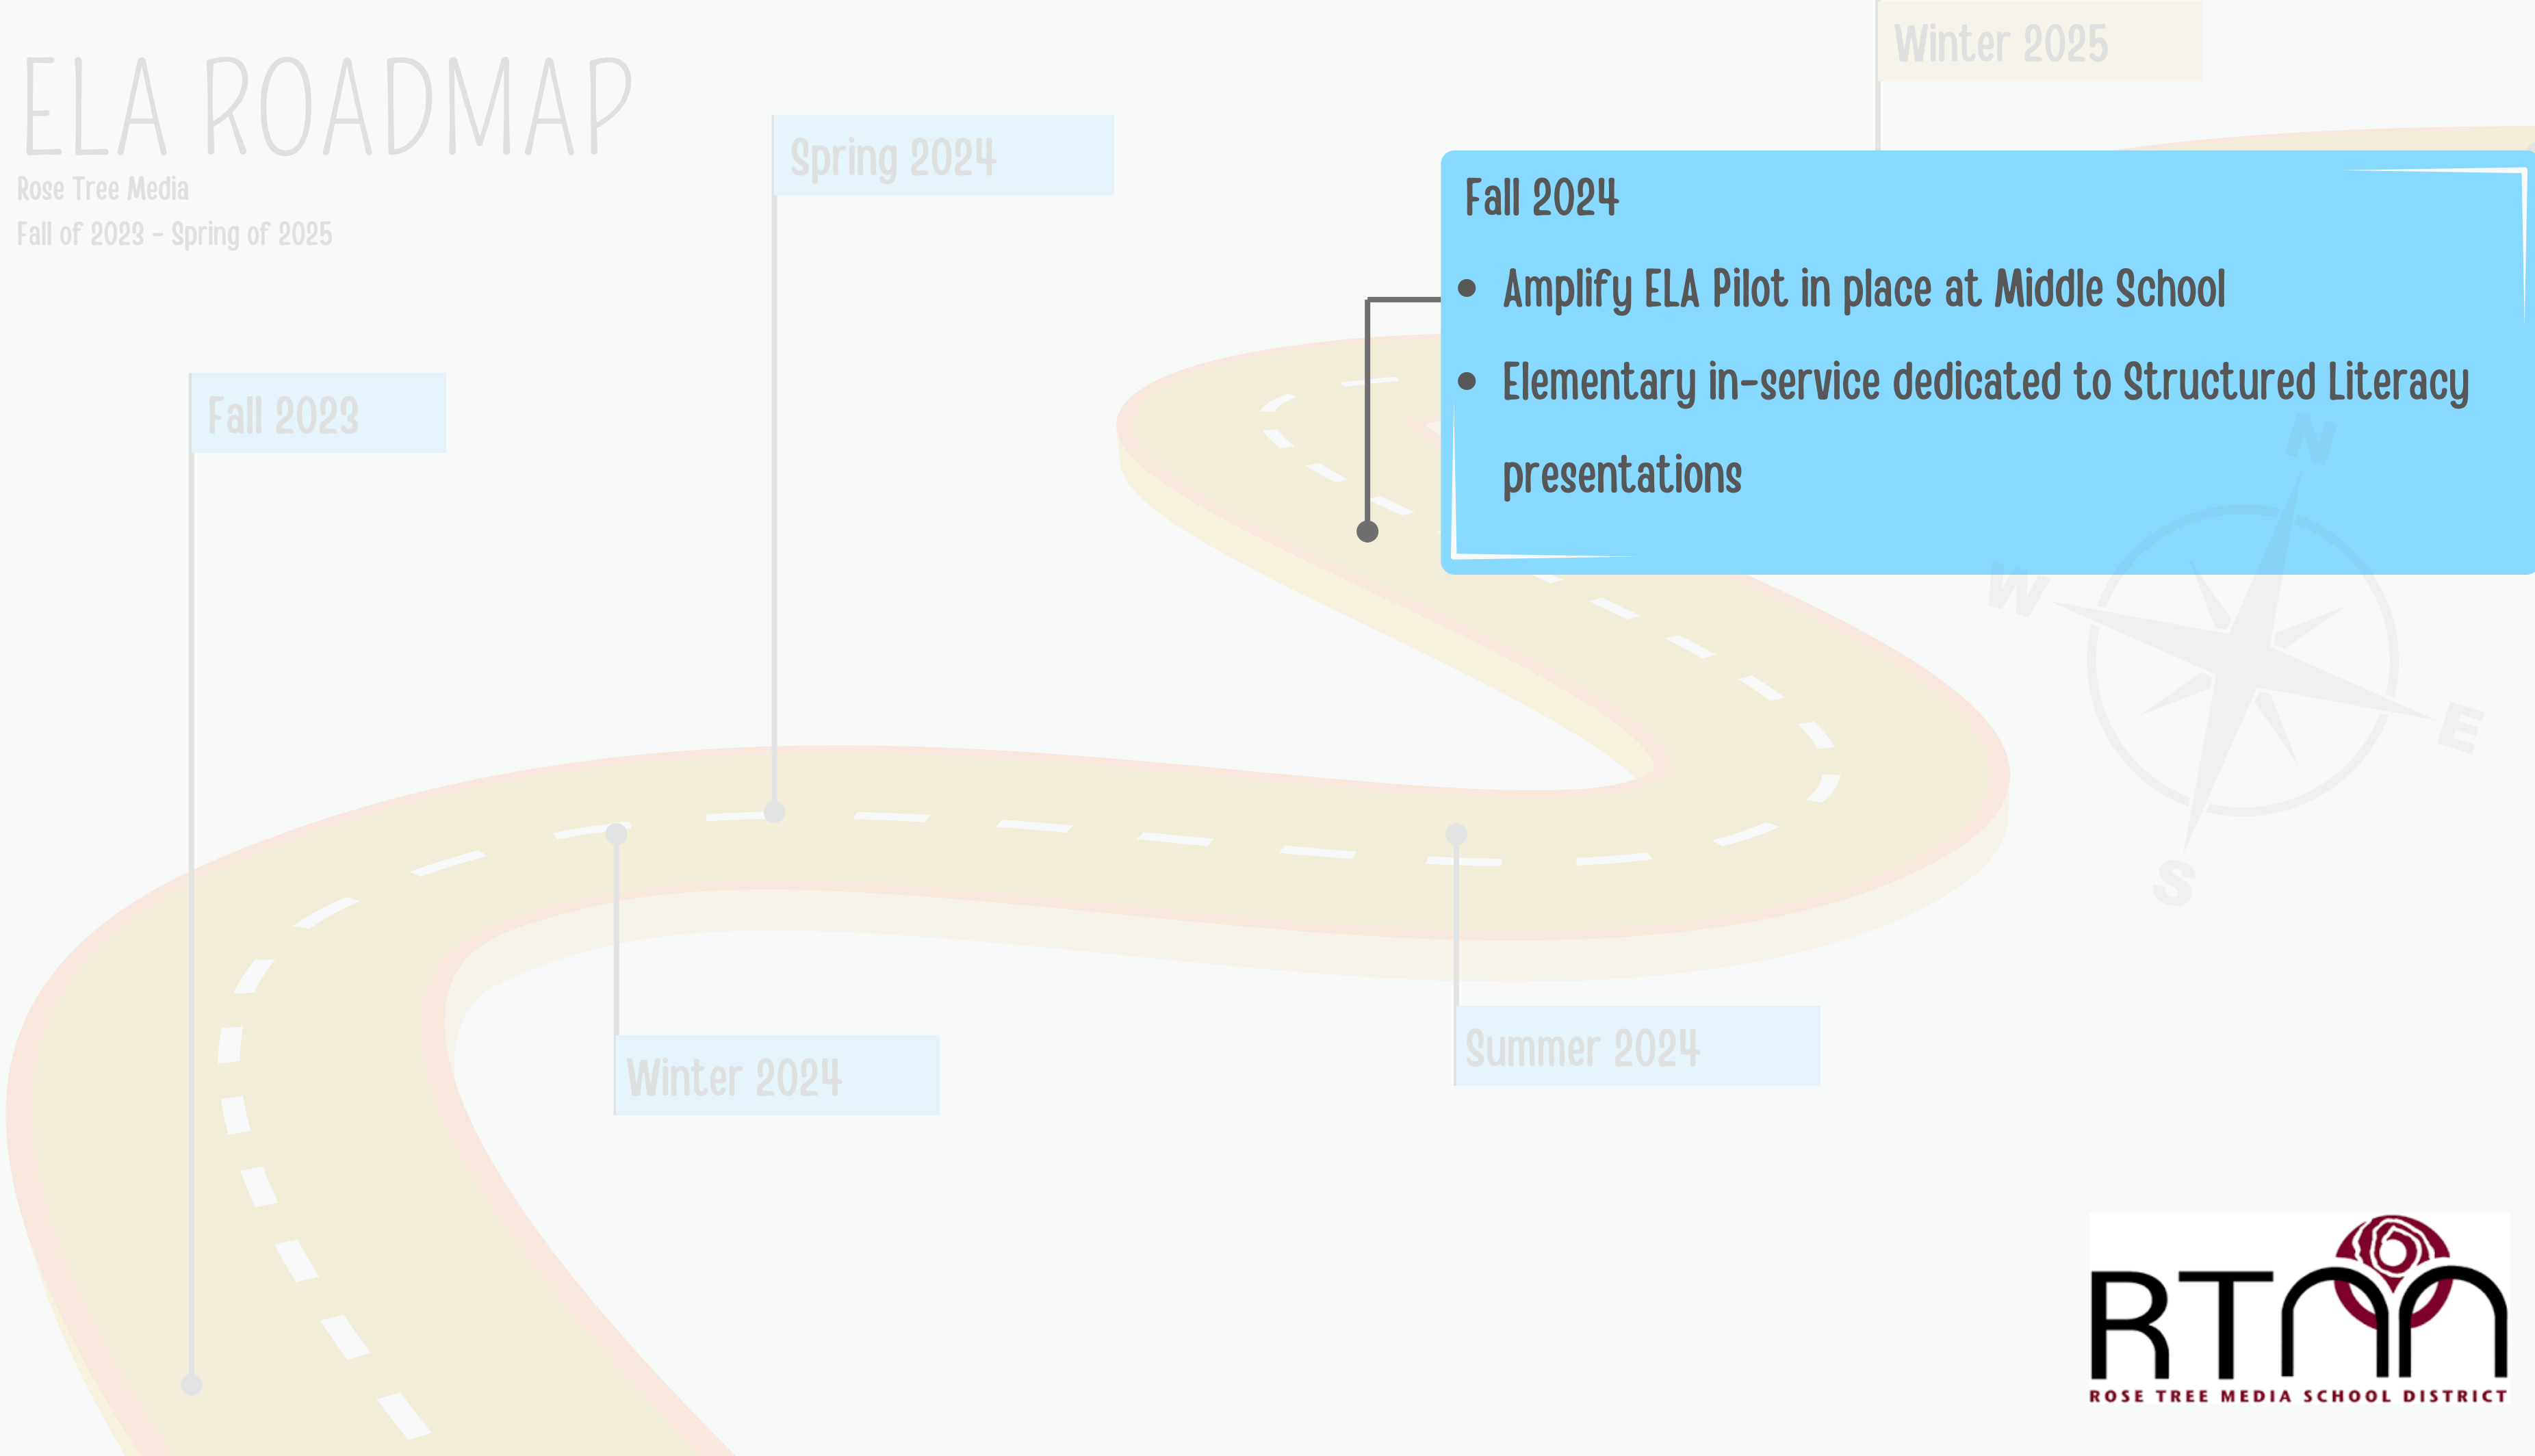 ELA ROADMAP
Rose Tree Media
Fall of 2023 - Spring of 2025
Winter 2025
Spring 2024
Fall 2024
• Amplify ELA Pilot in place at Middle School
• Elementary in-service dedicated to Structured Literacy
presentations
Fall 2023
N
W
E
S
Summer 2024
Winter 2024
RTM
ROSE TREE MEDIA SCHOOL DISTRICT